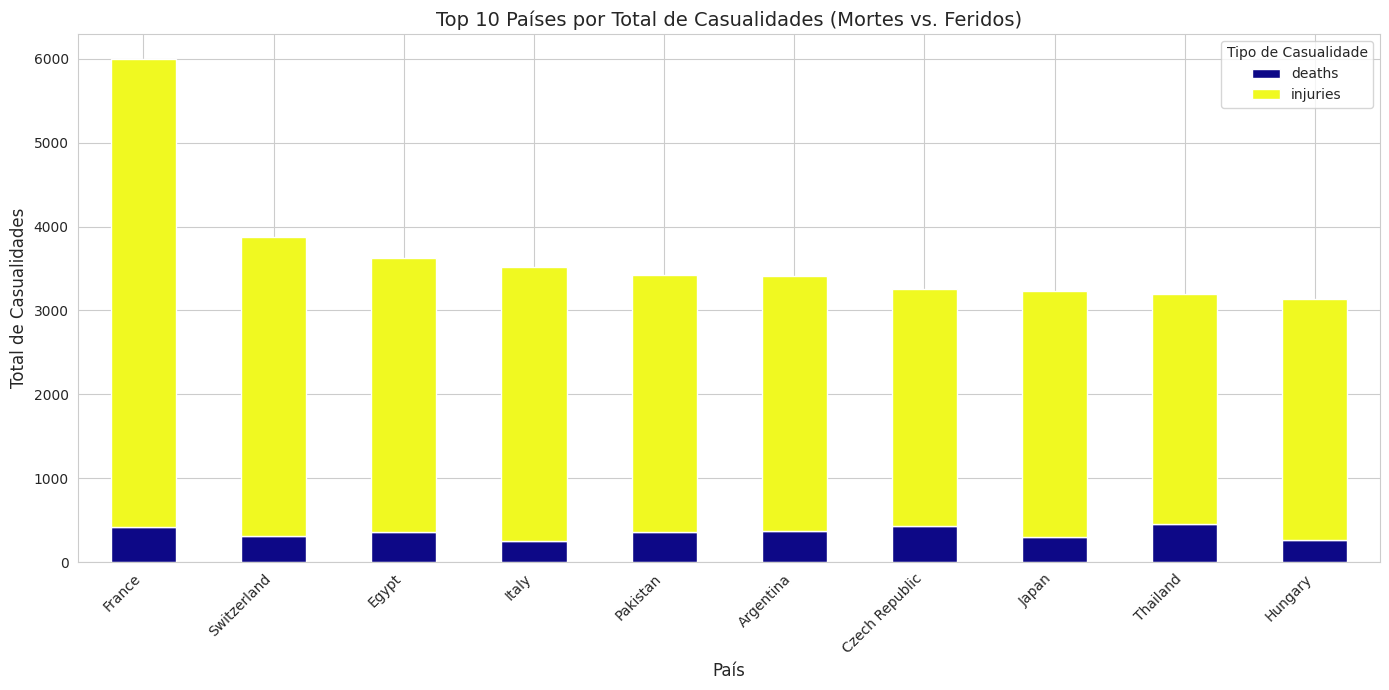 Top 10 Países por Total de Casualidades (Mortes vs. Feridos)
Tipo de Casualidade
deaths
injuries
Total de Casualidades
6000
5000
4000
3000
2000
1000
0
France
Switzerland
Egypt
Italy
Pakistan
Argentina
Czech Republic
Japan
Thailand
Hungary
País